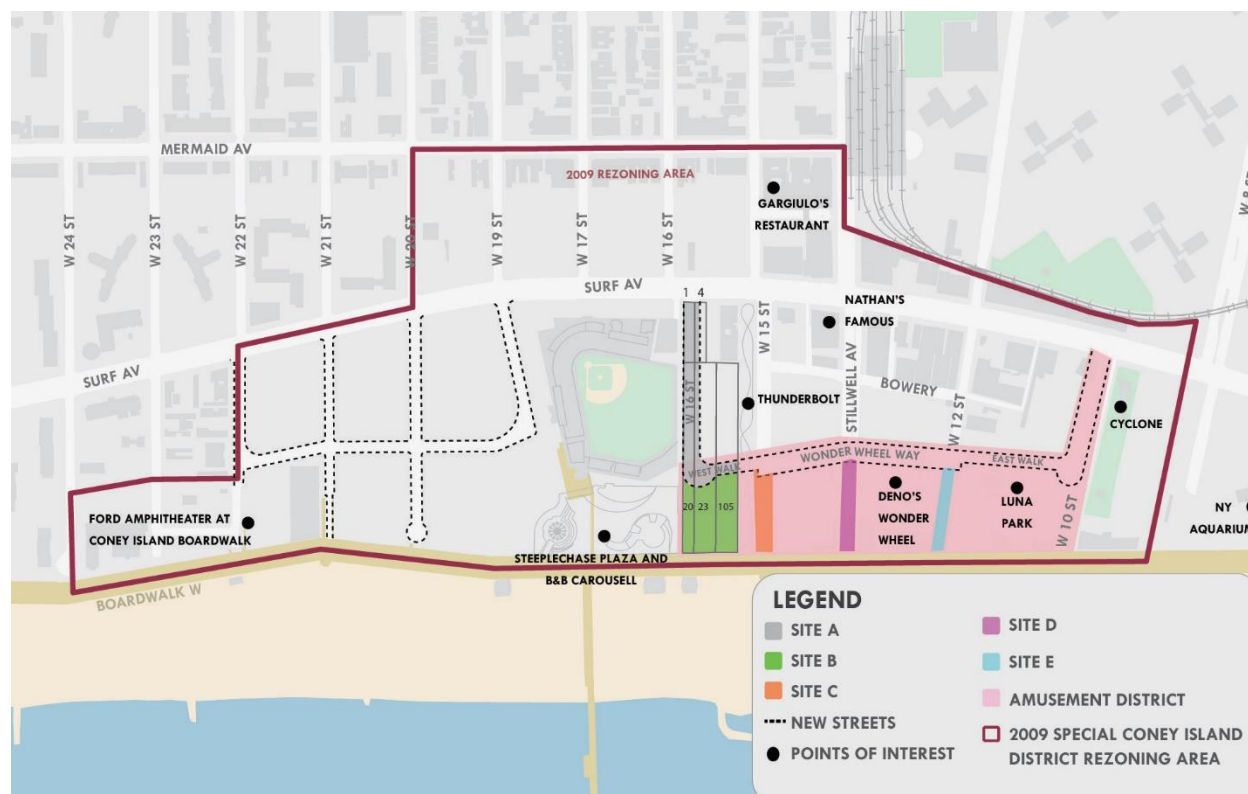 MERMAID AV
2009 REZONING AREA
GARGIULO'S
RESTAURANT
W 8 ST
W 24 ST
W 23 ST
W 22 ST
W 21 ST
W 20 ST
W 19 ST
W 17 ST
W 16 ST
SURF AV
1 4
W 15 ST
NATHAN'S
FAMOUS
STILLWELL AV
BOWERY
SURF AV
W 16 ST
THUNDERBOLT
W 12 ST
CYCLONE
WEST WALK
WONDER WHEEL WAY
EAST WALK
20 23 105
DENO'S
WONDER
WHEEL
LUNA
PARK
W 10 ST
NY
AQUARIUM
FORD AMPHITHEATER AT
CONEY ISLAND BOARDWALK
STEEPLECHASE PLAZA AND
B&B CAROUSELL
BOARDWALK W
LEGEND
SITE A
SITE B
SITE C
NEW STREETS
POINTS OF INTEREST
SITE D
SITE E
AMUSEMENT DISTRICT
2009 SPECIAL CONEY ISLAND
DISTRICT REZONING AREA